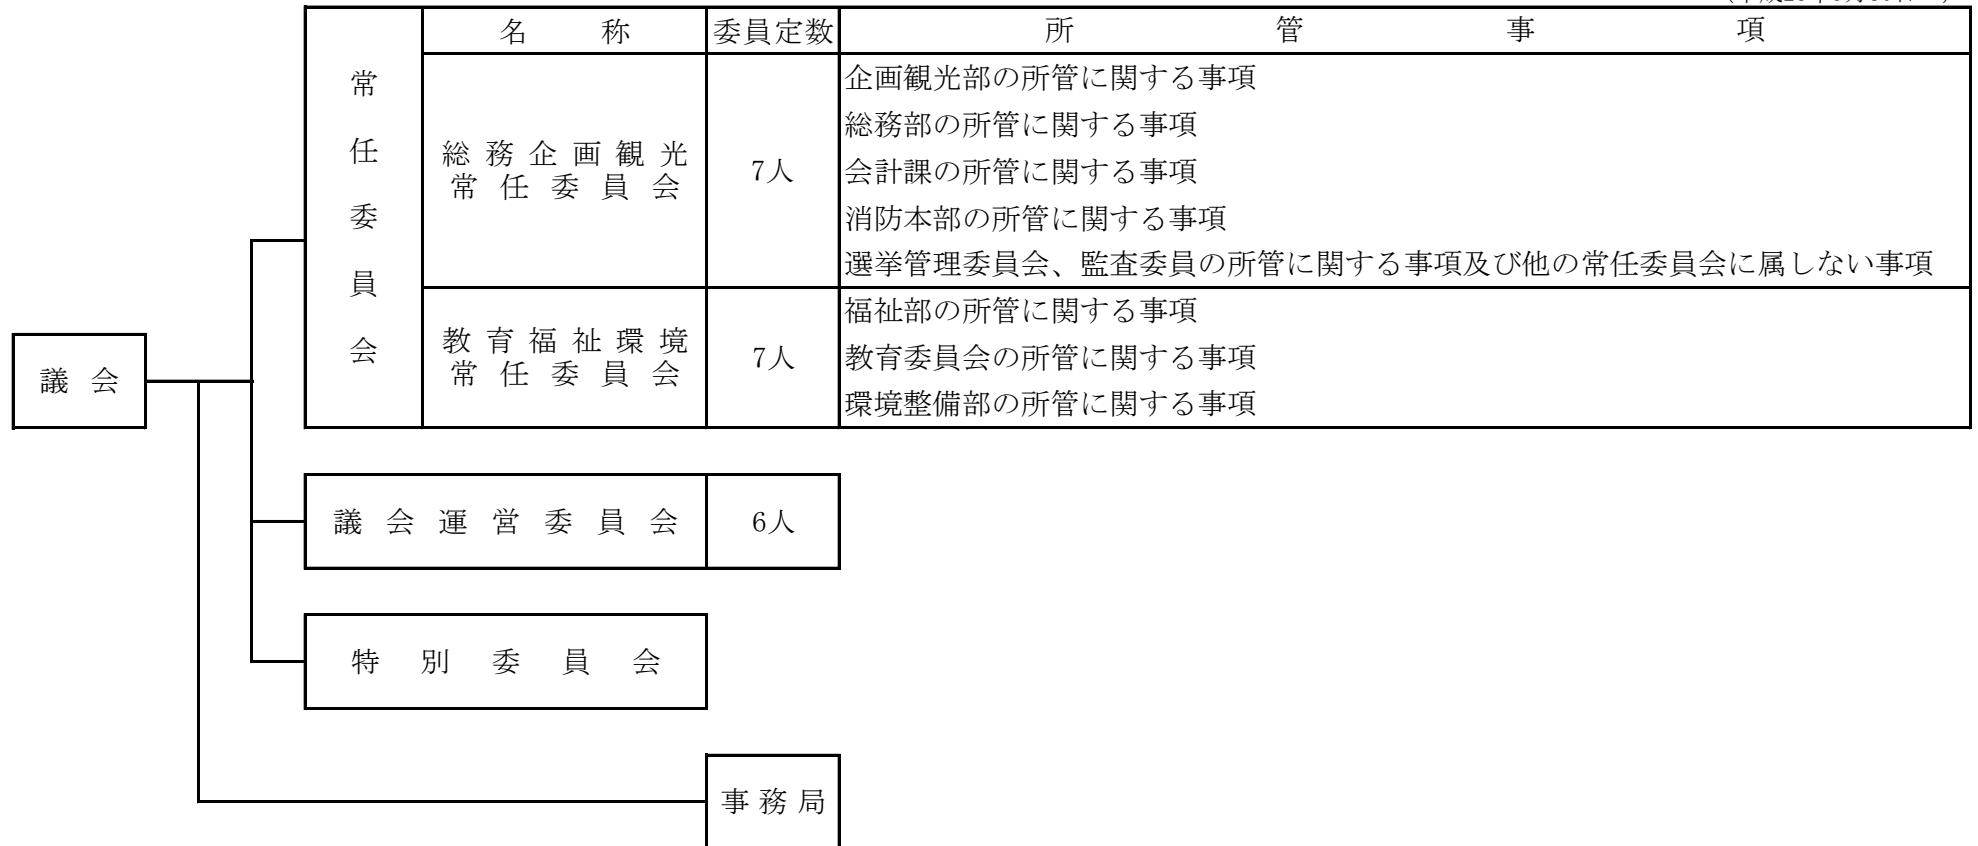 名称 委員定数 所管事項
常任委員会
総務企画観光
常任委員会
7人
企画観光部の所管に関する事項
総務部の所管に関する事項
会計課の所管に関する事項
消防本部の所管に関する事項
選挙管理委員会、監査委員の所管に関する事項及び他の常任委員会に属しない事項
教育福祉環境
常任委員会
7人
福祉部の所管に関する事項
教育委員会の所管に関する事項
環境整備部の所管に関する事項
議会
議会運営委員会 6人
特別委員会
事務局